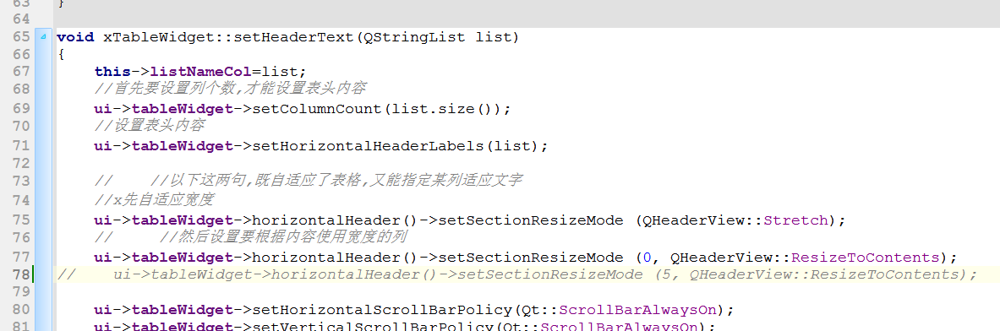 63 }
64
65 void xTableWidget::setHeaderText(QStringList list)
66 {
67     this->listNameCol=list;
68     //首先要设置列个数,才能设置表头内容
69     ui->tableWidget->setColumnCount(list.size());
70     //设置表头内容
71     ui->tableWidget->setHorizontalHeaderLabels(list);
72
73     //    //以下这两句,既自适应了表格,又能指定某列适应文字
74     //x先自适应宽度
75     ui->tableWidget->horizontalHeader()->setSectionResizeMode (QHeaderView::Stretch);
76     //     //然后设置要根据内容使用宽度的列
77     ui->tableWidget->horizontalHeader()->setSectionResizeMode (0, QHeaderView::ResizeToContents);
78 //    ui->tableWidget->horizontalHeader()->setSectionResizeMode (5, QHeaderView::ResizeToContents);
79
80     ui->tableWidget->setHorizontalScrollBarPolicy(Qt::ScrollBarAlwaysOn);
81     ui->tableWidget->setVerticalScrollBarPolicy(Qt::ScrollBarAlwaysOn);